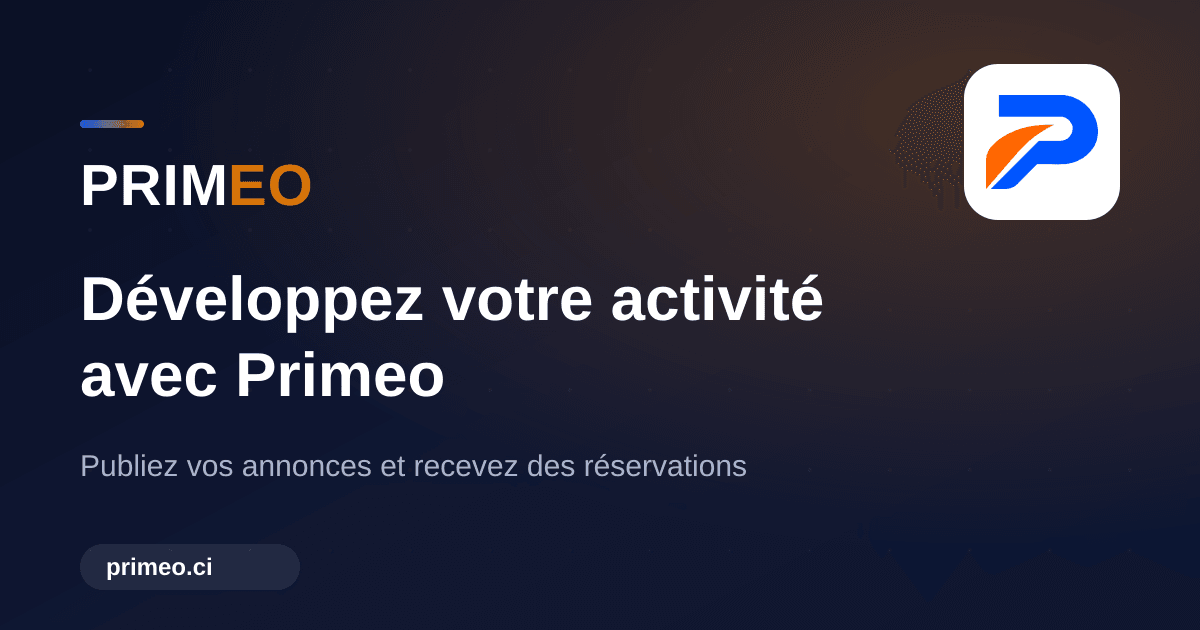 PRIMEO
Développez votre activité
avec Primeo
Publiez vos annonces et recevez des réservations
primeo.ci